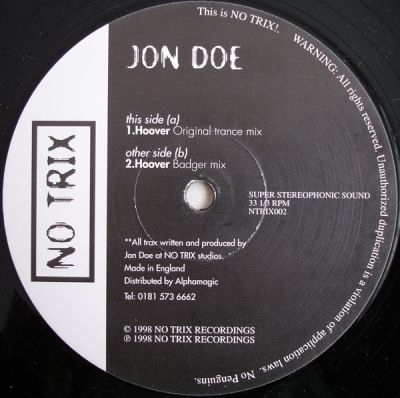 This is NO TRIX!. WARNING: All rights reserved. Unauthorized duplication is a violation of application laws. No Penguins.
JON DOE
NO TRIX
this side (a)
1.Hoover Original-trance mix
other side (b)
2.Hoover Badger mix
SUPER STEREOPHONIC SOUND
33 1/3 RPM
NTRIX002
**All trax written and produced by
Jon Doe at NO TRIX studios.
Made in England
Distributed by Alphamagic
Tel: 0181 573 6662
© 1998 NO TRIX RECORDINGS
℗ 1998 NO TRIX RECORDINGS